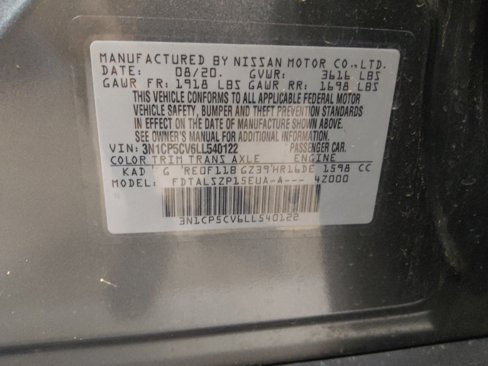 MANUFACTURED BY NISSAN MOTOR CO.,LTD.
DATE: 08/20. GVWR: 3616 LBS
GAWR FR: 1918 LBS GAWR RR: 1698 LBS
THIS VEHICLE CONFORMS TO ALL APPLICABLE FEDERAL MOTOR
VEHICLE SAFETY, BUMPER AND THEFT PREVENTION STANDARDS
IN EFFECT ON THE DATE OF MANUFACTURE SHOWN ABOVE.
SEE OWNER'S MANUAL FOR ADDITIONAL INFORMATION
VIN: 3N1CP5CV6LL540122 PASSENGER CAR.
COLOR TRIM TRANS AXLE ENGINE
KAD G RE0F11B GZ39 HR16DE 1598 CC
MODEL: FDTALSZP15EUA-A--- 4Z000
3N1CP5CV6LL540122